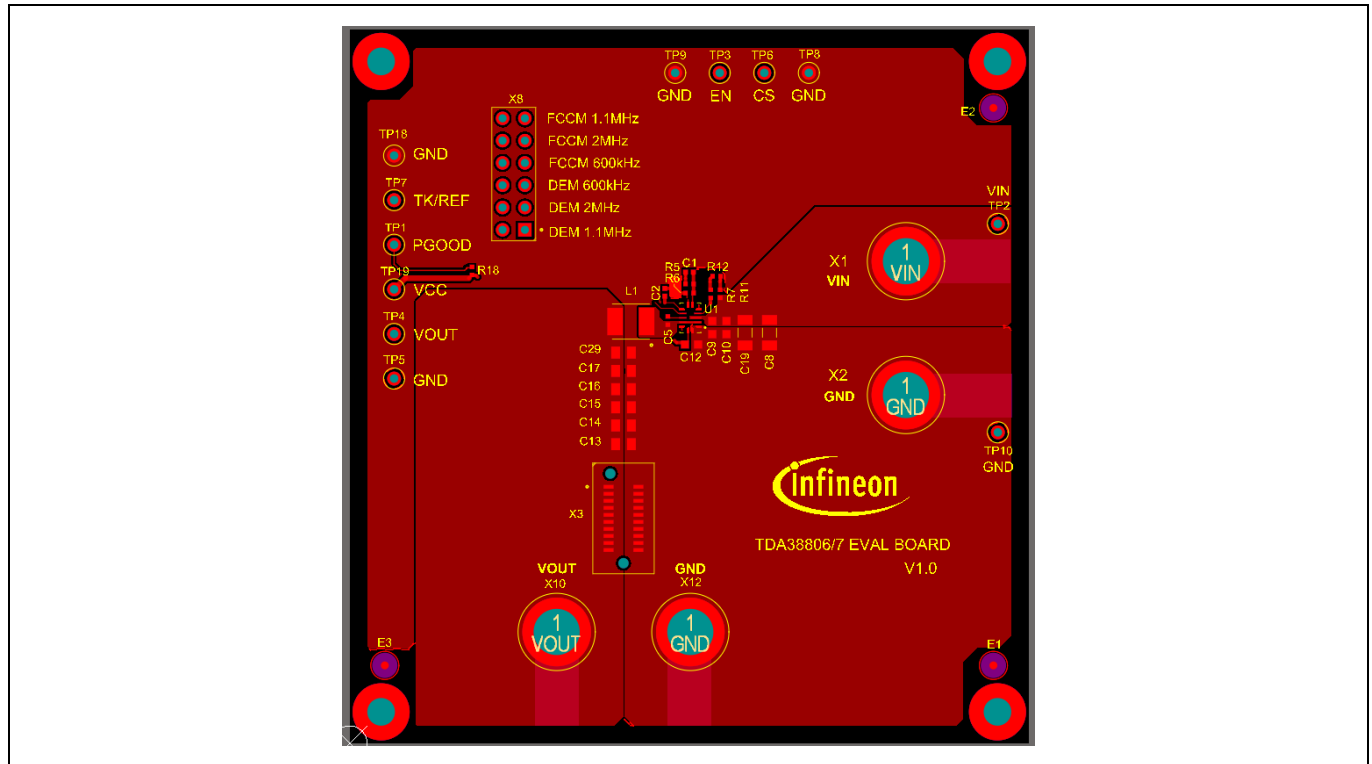 TP9 TP3 TP6 TP8
GND EN CS GND
X8
E2
FCCM 1.1MHz
FCCM 2MHz
FCCM 600kHz
DEM 600kHz
DEM 2MHz
DEM 1.1MHz
TP18
GND
TP7
TK/REF
TP1
PGOOD
TP19
VCC
R18
TP4
VOUT
TP5
GND
VIN
TP2
X1
VIN
1
VIN
R5 C1 R12
R6
C2
R7
R11
L1
U1
C5
C12
C9
C10
C19
C8
C29
C17
C16
C15
C14
C13
X2
GND
1
GND
TP10
GND
infineon
X3
TDA38806/7 EVAL BOARD
V1.0
VOUT
X10
GND
X12
1
VOUT
1
GND
E3
E1